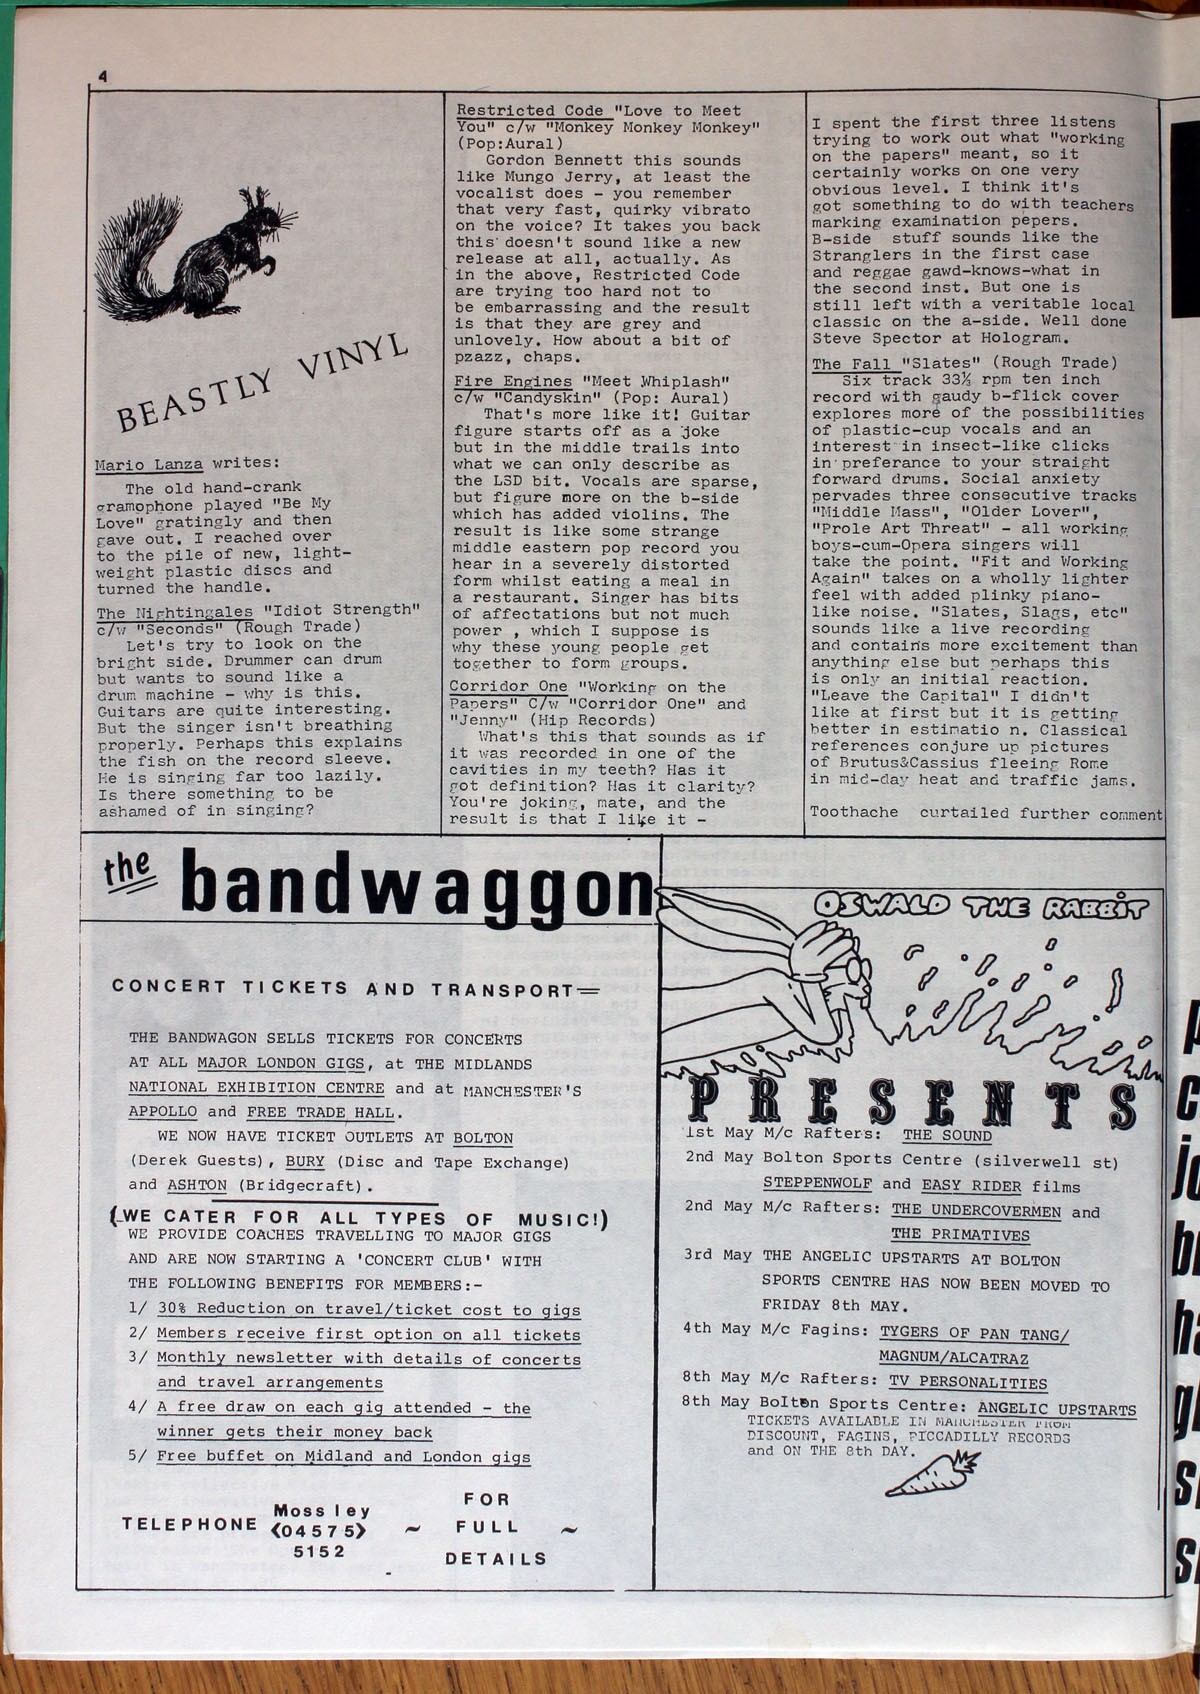 4
BEASTLY VINYL
Mario Lanza writes:
The old hand-crank
gramophone played "Be My
Love" gratingly and then
gave out. I reached over
to the pile of new, light-
weight plastic discs and
turned the handle.
The Nightingales "Idiot Strength"
c/w "Seconds" (Rough Trade)
Let's try to look on the
bright side. Drummer can drum
but wants to sound like a
drum machine - why is this.
Guitars are quite interesting.
But the singer isn't breathing
properly. Perhaps this explains
the fish on the record sleeve.
He is singing far too lazily.
Is there something to be
ashamed of in singing?
Restricted Code "Love to Meet
You" c/w "Monkey Monkey Monkey"
(Pop:Aural)
Gordon Bennett this sounds
like Mungo Jerry, at least the
vocalist does - you remember
that very fast, quirky vibrato
on the voice? It takes you back
this doesn't sound like a new
release at all, actually. As
in the above, Restricted Code
are trying too hard not to
be embarrassing and the result
is that they are grey and
unlovely. How about a bit of
pzazz, chaps.
Fire Engines "Meet Whiplash"
c/w "Candyskin" (Pop: Aural)
That's more like it! Guitar
figure starts off as a joke
but in the middle trails into
what we can only describe as
the LSD bit. Vocals are sparse,
but figure more on the b-side
which has added violins. The
result is like some strange
middle eastern pop record you
hear in a severely distorted
form whilst eating a meal in
a restaurant. Singer has bits
of affectations but not much
power , which I suppose is
why these young people get
together to form groups.
Corridor One "Working on the
Papers" C/w "Corridor One" and
"Jenny" (Hip Records)
What's this that sounds as if
it was recorded in one of the
cavities in my teeth? Has it
got definition? Has it clarity?
You're joking, mate, and the
result is that I like it -
I spent the first three listens
trying to work out what "working
on the papers" meant, so it
certainly works on one very
obvious level. I think it's
got something to do with teachers
marking examination pepers.
B-side stuff sounds like the
Stranglers in the first case
and reggae gawd-knows-what in
the second inst. But one is
still left with a veritable local
classic on the a-side. Well done
Steve Spector at Hologram.
The Fall "Slates" (Rough Trade)
Six track 33⅓ rpm ten inch
record with gaudy b-flick cover
explores more of the possibilities
of plastic-cup vocals and an
interest in insect-like clicks
in preferance to your straight
forward drums. Social anxiety
pervades three consecutive tracks
"Middle Mass", "Older Lover",
"Prole Art Threat" - all working
boys-cum-Opera singers will
take the point. "Fit and Working
Again" takes on a wholly lighter
feel with added plinky piano-
like noise. "Slates, Slags, etc"
sounds like a live recording
and contains more excitement than
anything else but perhaps this
is only an initial reaction.
"Leave the Capital" I didn't
like at first but it is getting
better in estimatio n. Classical
references conjure up pictures
of Brutus&Cassius fleeing Rome
in mid-day heat and traffic jams.
Toothache curtailed further comment
the bandwaggon
CONCERT TICKETS AND TRANSPORT
THE BANDWAGON SELLS TICKETS FOR CONCERTS
AT ALL MAJOR LONDON GIGS, at THE MIDLANDS
NATIONAL EXHIBITION CENTRE and at MANCHESTER'S
APPOLLO and FREE TRADE HALL.
WE NOW HAVE TICKET OUTLETS AT BOLTON
(Derek Guests), BURY (Disc and Tape Exchange)
and ASHTON (Bridgecraft).
(WE CATER FOR ALL TYPES OF MUSIC!)
WE PROVIDE COACHES TRAVELLING TO MAJOR GIGS
AND ARE NOW STARTING A 'CONCERT CLUB' WITH
THE FOLLOWING BENEFITS FOR MEMBERS:-
1/ 30% Reduction on travel/ticket cost to gigs
2/ Members receive first option on all tickets
3/ Monthly newsletter with details of concerts
and travel arrangements
4/ A free draw on each gig attended - the
winner gets their money back
5/ Free buffet on Midland and London gigs
TELEPHONE Mossley (04575) 5152 ~ FOR FULL DETAILS ~
OSWALD THE RABBIT
PRESENTS
1st May M/c Rafters: THE SOUND
2nd May Bolton Sports Centre (silverwell st)
STEPPENWOLF and EASY RIDER films
2nd May M/c Rafters: THE UNDERCOVERMEN and
THE PRIMATIVES
3rd May THE ANGELIC UPSTARTS AT BOLTON
SPORTS CENTRE HAS NOW BEEN MOVED TO
FRIDAY 8th MAY.
4th May M/c Fagins: TYGERS OF PAN TANG/
MAGNUM/ALCATRAZ
8th May M/c Rafters: TV PERSONALITIES
8th May Bolton Sports Centre: ANGELIC UPSTARTS
TICKETS AVAILABLE IN MANCHESTER FROM
DISCOUNT, FAGINS, PICCADILLY RECORDS
and ON THE 8th DAY.